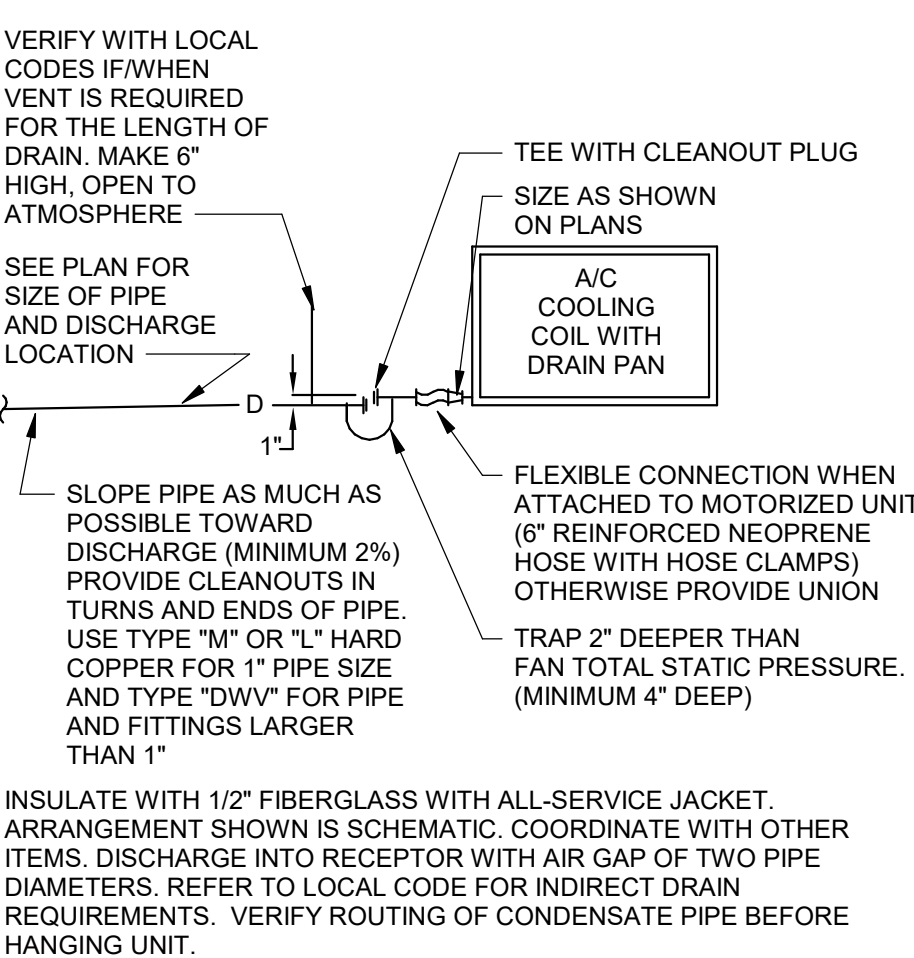 VERIFY WITH LOCAL
CODES IF/WHEN
VENT IS REQUIRED
FOR THE LENGTH OF
DRAIN. MAKE 6"
HIGH, OPEN TO
ATMOSPHERE
TEE WITH CLEANOUT PLUG
SIZE AS SHOWN
ON PLANS
SEE PLAN FOR
SIZE OF PIPE
AND DISCHARGE
LOCATION
A/C
COOLING
COIL WITH
DRAIN PAN
D
1"
SLOPE PIPE AS MUCH AS
POSSIBLE TOWARD
DISCHARGE (MINIMUM 2%)
PROVIDE CLEANOUTS IN
TURNS AND ENDS OF PIPE.
USE TYPE "M" OR "L" HARD
COPPER FOR 1" PIPE SIZE
AND TYPE "DWV" FOR PIPE
AND FITTINGS LARGER
THAN 1"
FLEXIBLE CONNECTION WHEN
ATTACHED TO MOTORIZED UNIT
(6" REINFORCED NEOPRENE
HOSE WITH HOSE CLAMPS)
OTHERWISE PROVIDE UNION
TRAP 2" DEEPER THAN
FAN TOTAL STATIC PRESSURE.
(MINIMUM 4" DEEP)
INSULATE WITH 1/2" FIBERGLASS WITH ALL-SERVICE JACKET.
ARRANGEMENT SHOWN IS SCHEMATIC. COORDINATE WITH OTHER
ITEMS. DISCHARGE INTO RECEPTOR WITH AIR GAP OF TWO PIPE
DIAMETERS. REFER TO LOCAL CODE FOR INDIRECT DRAIN
REQUIREMENTS. VERIFY ROUTING OF CONDENSATE PIPE BEFORE
HANGING UNIT.